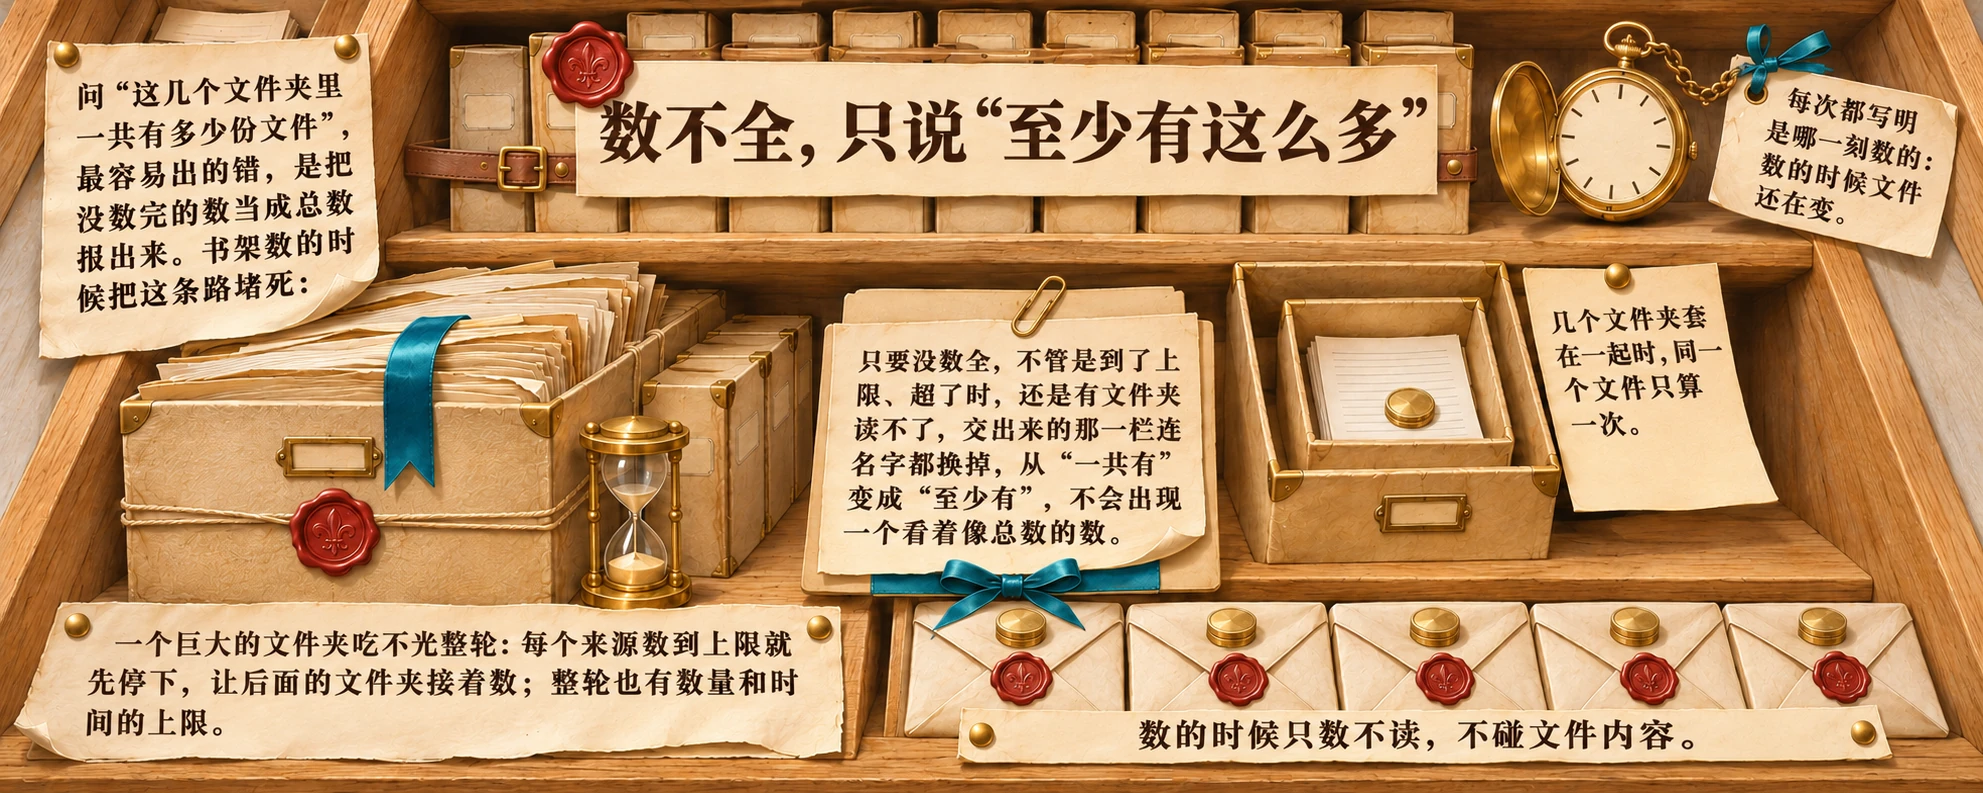 问“这几个文件夹里
一共有多少份文件”，
最容易出的错，是把
没数完的数当成总数
报出来。书架数的时
候把这条路堵死：
数不全，只说“至少有这么多”
每次都写明
是哪一刻数的：
数的时候文件
还在变。
只要没数全，不管是到了上
限、超了时，还是有文件夹
读不了，交出来的那一栏连
名字都换掉，从“一共有”
变成“至少有”，不会出现
一个看着像总数的数。
几个文件夹套
在一起时，同一
个文件只算
一次。
一个巨大的文件夹吃不光整轮：每个来源数到上限就
先停下，让后面的文件夹接着数；整轮也有数量和时
间的上限。
数的时候只数不读，不碰文件内容。